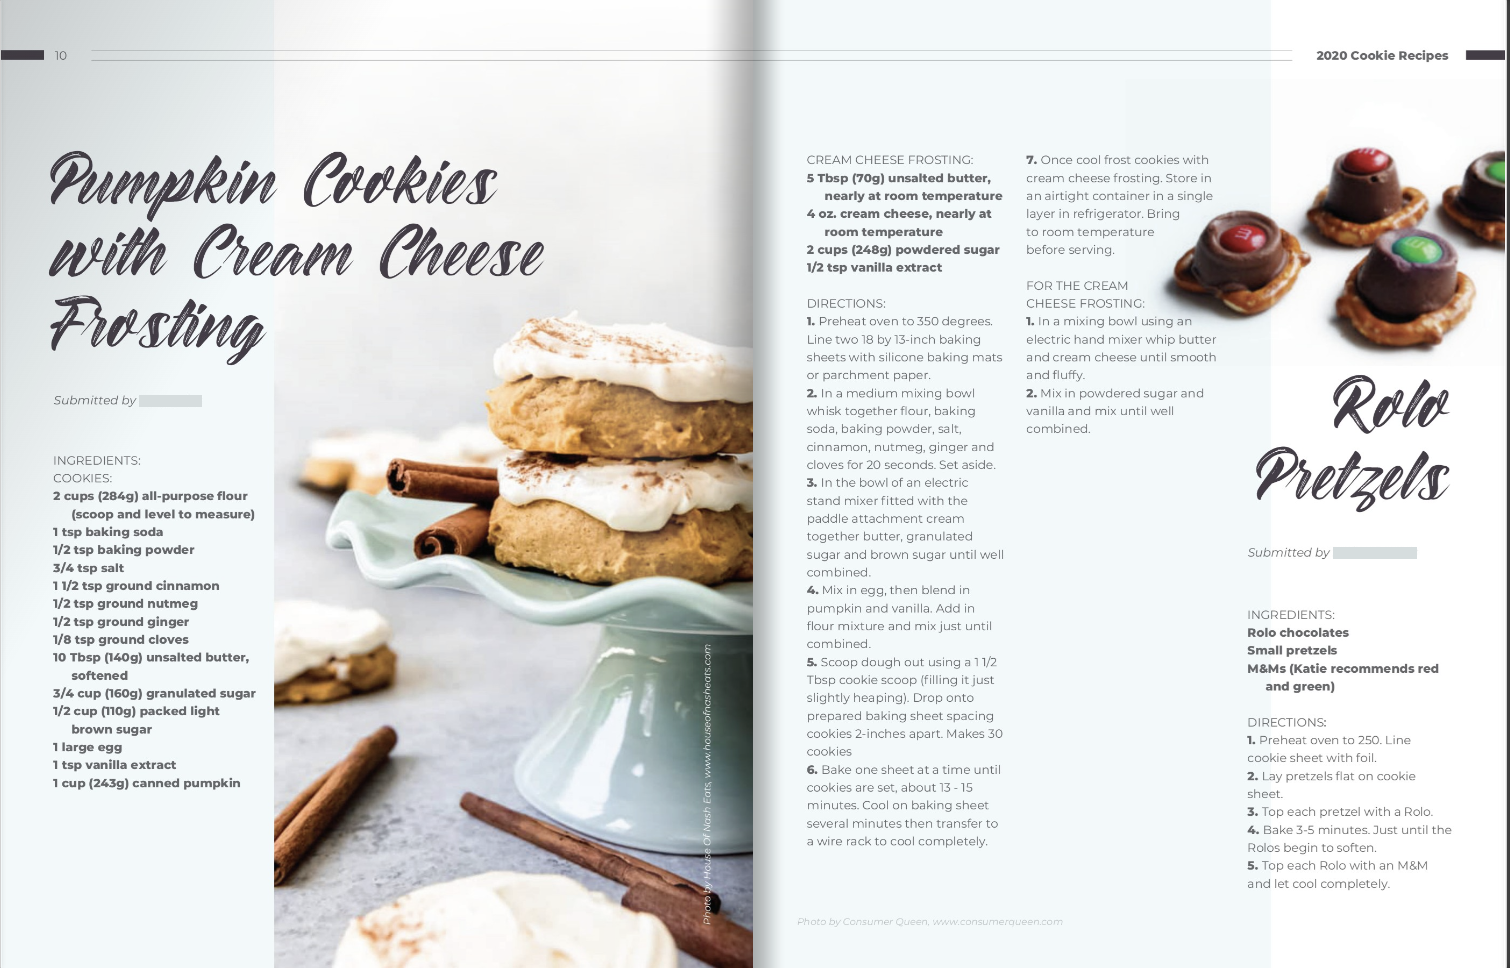 10
Pumpkin Cookies
with Cream Cheese
Frosting
Submitted by
INGREDIENTS:
COOKIES:
2 cups (284g) all-purpose flour
(scoop and level to measure)
1 tsp baking soda
1/2 tsp baking powder
3/4 tsp salt
1 1/2 tsp ground cinnamon
1/2 tsp ground nutmeg
1/2 tsp ground ginger
1/8 tsp ground cloves
10 Tbsp (140g) unsalted butter,
softened
3/4 cup (160g) granulated sugar
1/2 cup (110g) packed light
brown sugar
1 large egg
1 tsp vanilla extract
1 cup (243g) canned pumpkin
Photo by House Of Nash Eats, www.houseofnasheats.com
2020 Cookie Recipes
CREAM CHEESE FROSTING:
5 Tbsp (70g) unsalted butter,
nearly at room temperature
4 oz. cream cheese, nearly at
room temperature
2 cups (248g) powdered sugar
1/2 tsp vanilla extract
DIRECTIONS:
1. Preheat oven to 350 degrees.
Line two 18 by 13-inch baking
sheets with silicone baking mats
or parchment paper.
2. In a medium mixing bowl
whisk together flour, baking
soda, baking powder, salt,
cinnamon, nutmeg, ginger and
cloves for 20 seconds. Set aside.
3. In the bowl of an electric
stand mixer fitted with the
paddle attachment cream
together butter, granulated
sugar and brown sugar until well
combined.
4. Mix in egg, then blend in
pumpkin and vanilla. Add in
flour mixture and mix just until
combined.
5. Scoop dough out using a 1 1/2
Tbsp cookie scoop (filling it just
slightly heaping). Drop onto
prepared baking sheet spacing
cookies 2-inches apart. Makes 30
cookies
6. Bake one sheet at a time until
cookies are set, about 13 - 15
minutes. Cool on baking sheet
several minutes then transfer to
a wire rack to cool completely.
7. Once cool frost cookies with
cream cheese frosting. Store in
an airtight container in a single
layer in refrigerator. Bring
to room temperature
before serving.
FOR THE CREAM
CHEESE FROSTING:
1. In a mixing bowl using an
electric hand mixer whip butter
and cream cheese until smooth
and fluffy.
2. Mix in powdered sugar and
vanilla and mix until well
combined.
Photo by Consumer Queen, www.consumerqueen.com
Rolo
Pretzels
Submitted by
INGREDIENTS:
Rolo chocolates
Small pretzels
M&Ms (Katie recommends red
and green)
DIRECTIONS:
1. Preheat oven to 250. Line
cookie sheet with foil.
2. Lay pretzels flat on cookie
sheet.
3. Top each pretzel with a Rolo.
4. Bake 3-5 minutes. Just until the
Rolos begin to soften.
5. Top each Rolo with an M&M
and let cool completely.